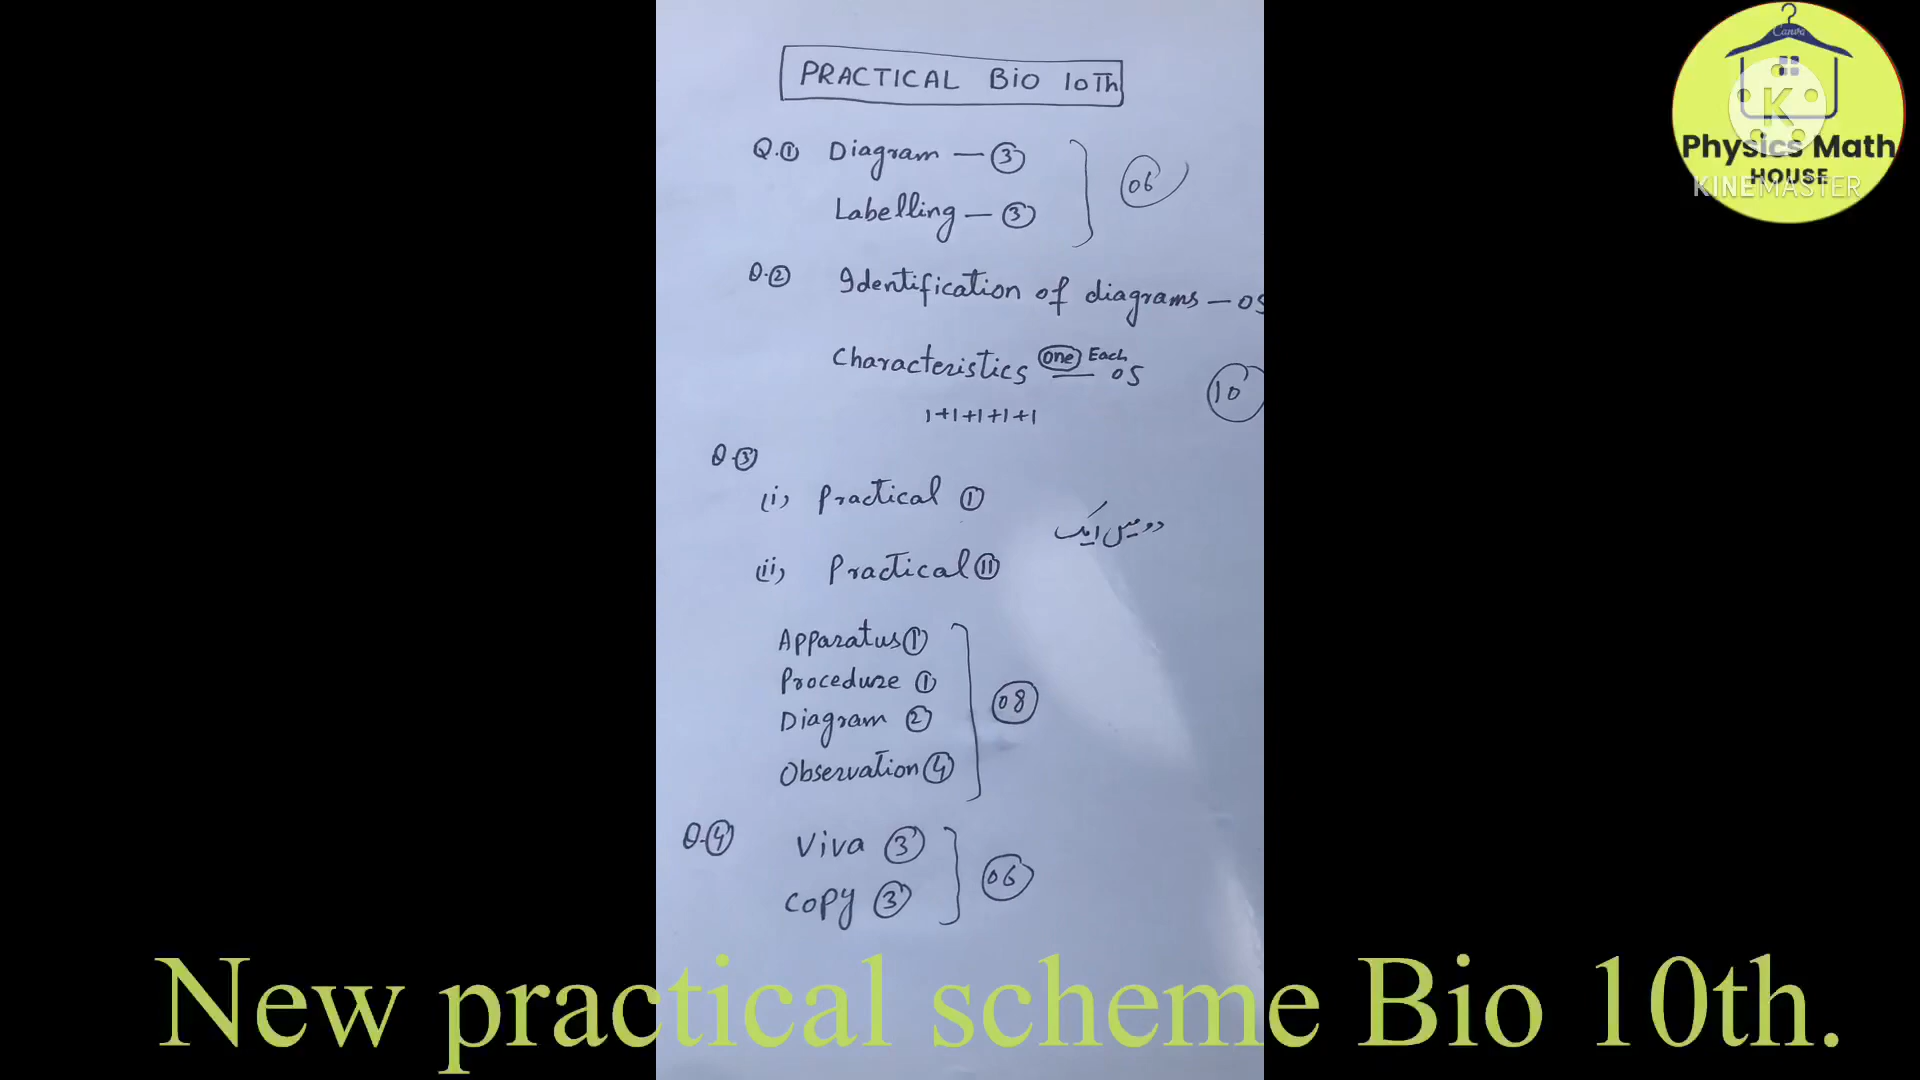 PRACTICAL BIO 10Th
Q.① Diagram — ③
06
Labelling — ③
Q.② Identification of diagrams — 05
Characteristics one Each — 05
10
1+1+1+1+1
Q.③
(i) Practical ①
دو میں ایک
(ii) Practical ⑪
Apparatus ①
Procedure ①
08
Diagram ②
Observation ④
Q.④ Viva ③
06
Copy ③
New practical scheme Bio 10th.
Canva
K
Physics Math
HOUSE
KINEMASTER